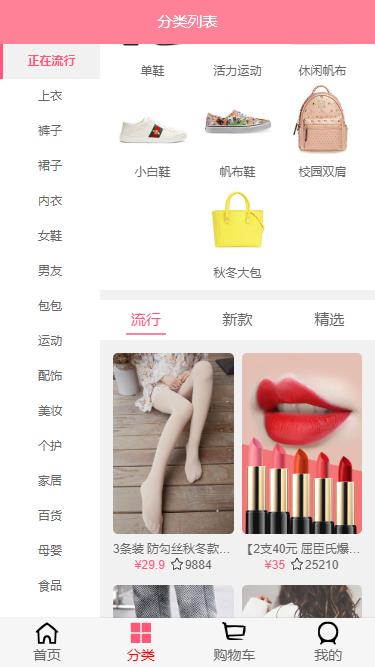 分类列表
正在流行
上衣
裤子
裙子
内衣
女鞋
男友
包包
运动
配饰
美妆
个护
家居
百货
母婴
食品
单鞋 活力运动 休闲帆布
小白鞋 帆布鞋 校园双肩
秋冬大包
流行 新款 精选
3条装 防勾丝秋冬款...
¥29.9 9884
【2支40元 屈臣氏爆...
¥35 25210
首页 分类 购物车 我的